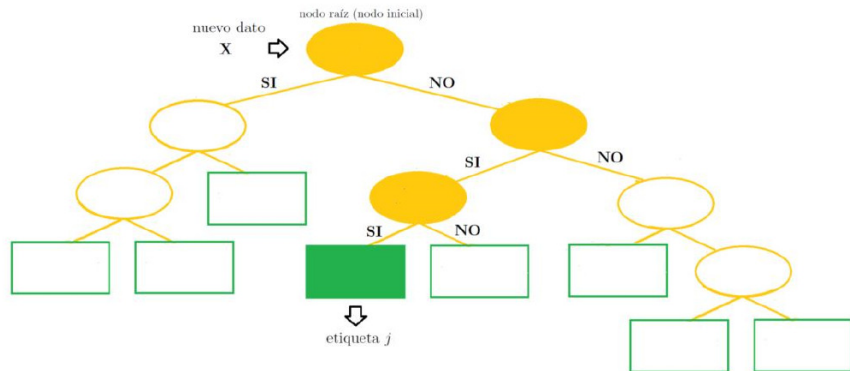 nodo raíz (nodo inicial)
nuevo dato
X
SI
NO
SI
NO
SI
NO
etiqueta j